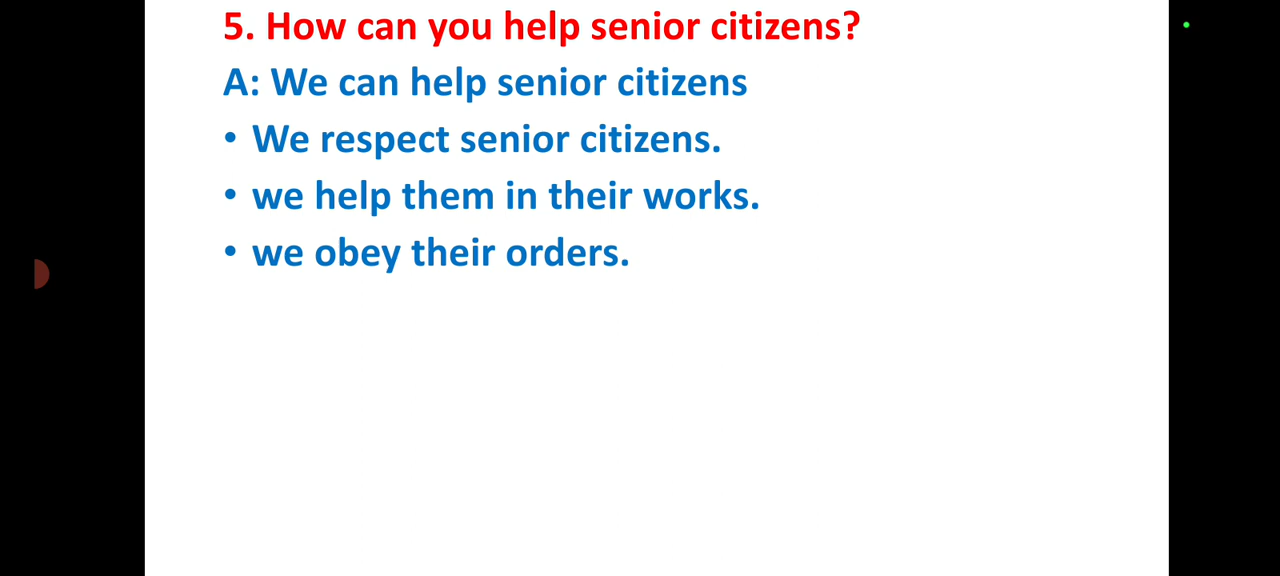 5. How can you help senior citizens?
A: We can help senior citizens
• We respect senior citizens.
• we help them in their works.
• we obey their orders.